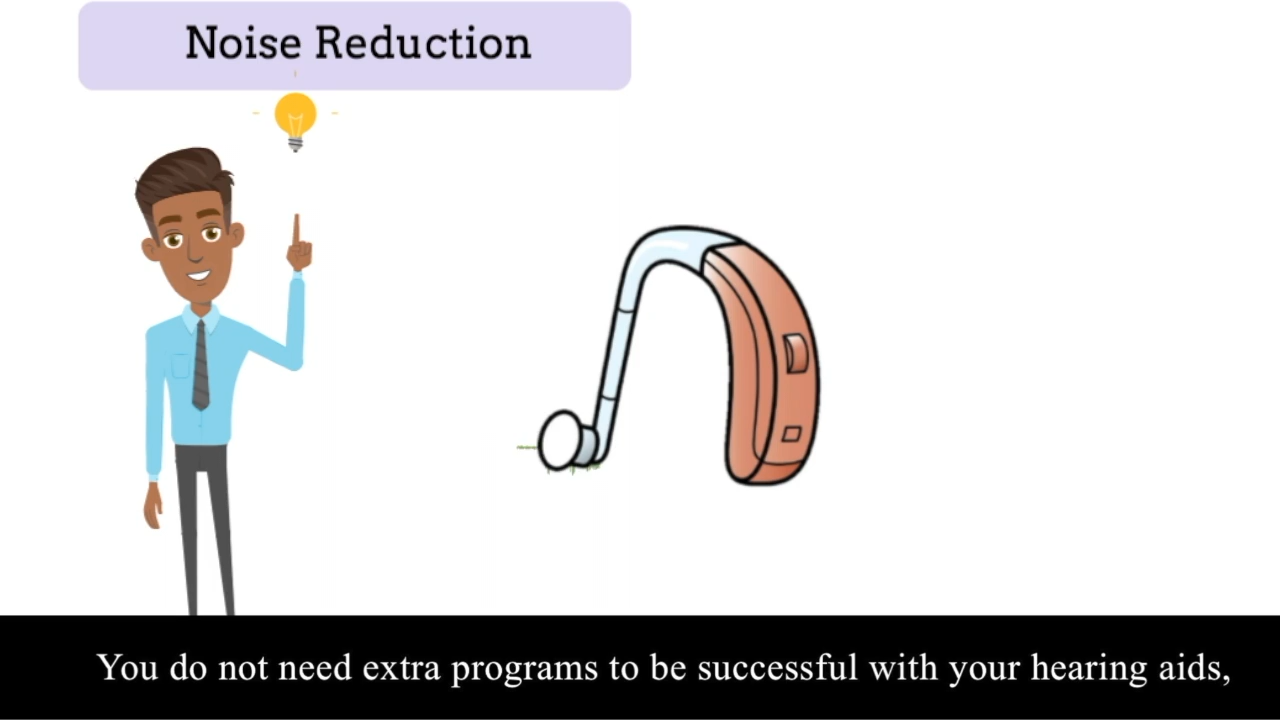 Noise Reduction
You do not need extra programs to be successful with your hearing aids,